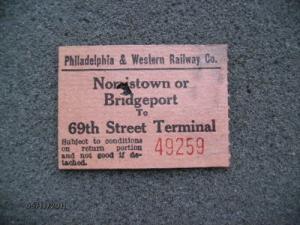 Philadelphia & Western Railway Co.
Norristown or
Bridgeport
To
69th Street Terminal
Subject to conditions
on return portion
and not good if de-
tached.
49259